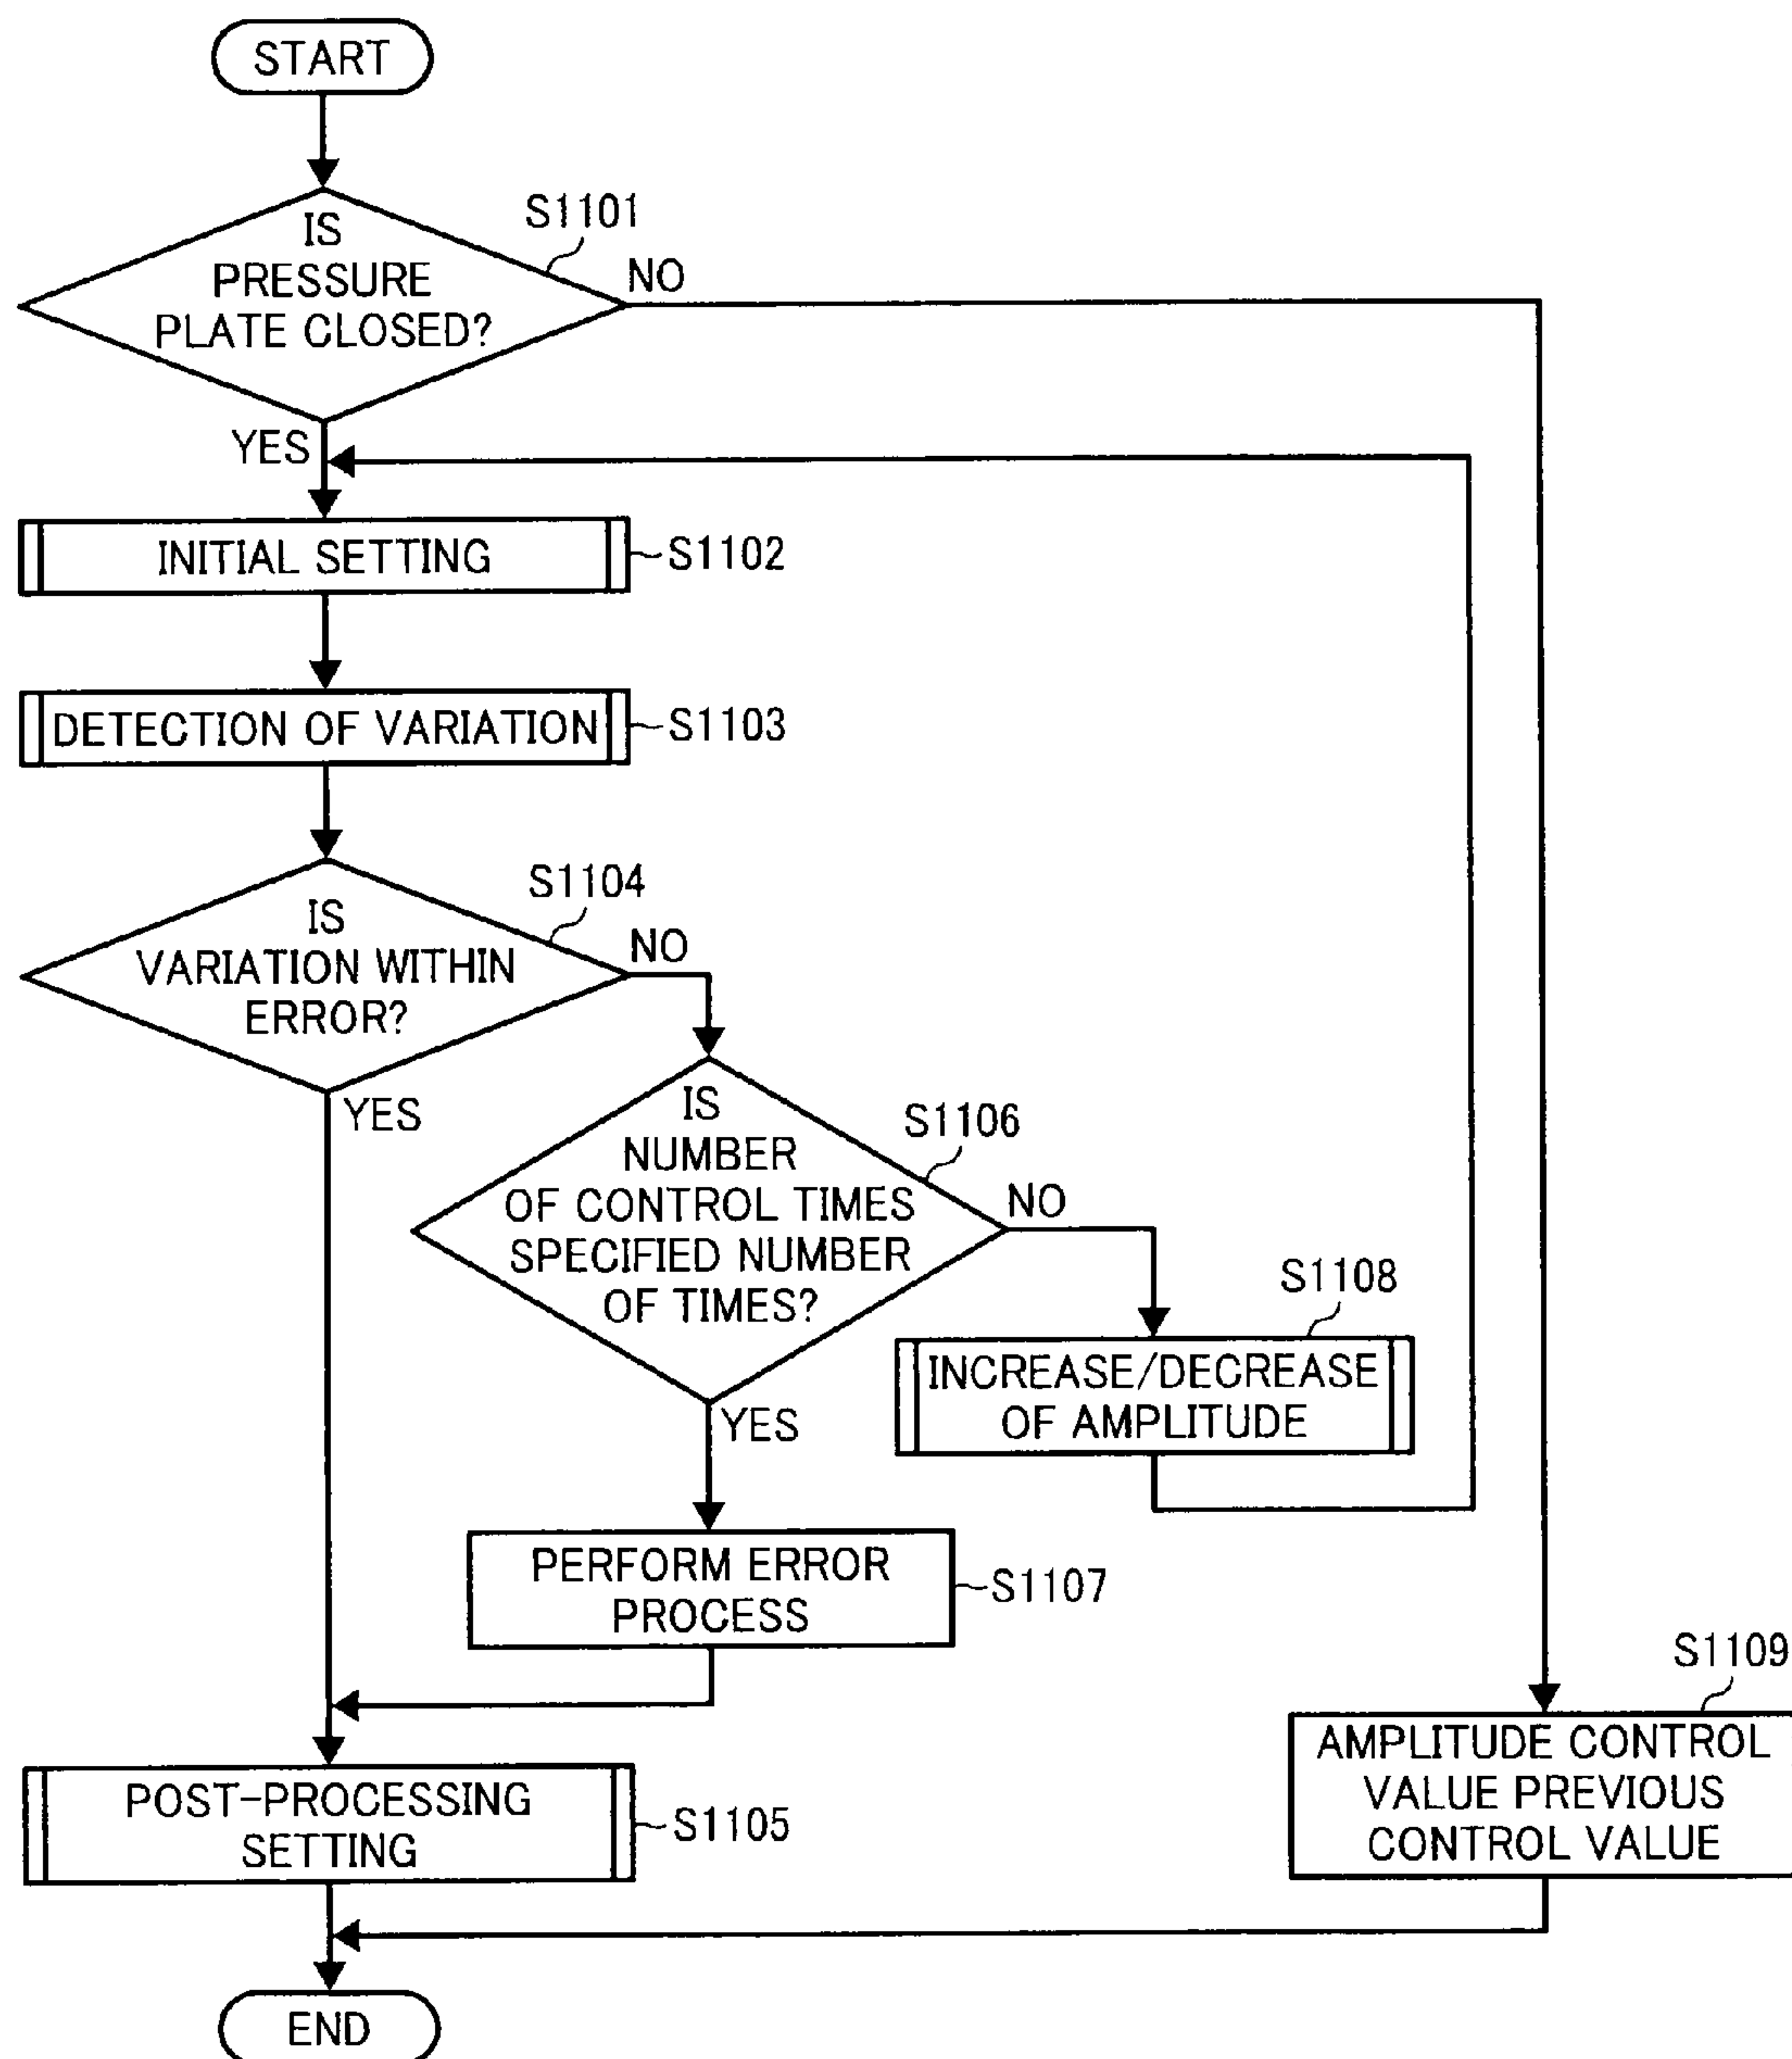 START
S1101
IS
PRESSURE
PLATE CLOSED?
NO
YES
INITIAL SETTING
S1102
DETECTION OF VARIATION
S1103
S1104
IS
VARIATION WITHIN
ERROR?
NO
YES
S1106
IS
NUMBER
OF CONTROL TIMES
SPECIFIED NUMBER
OF TIMES?
NO
YES
S1108
INCREASE/DECREASE
OF AMPLITUDE
PERFORM ERROR
PROCESS
S1107
S1109
AMPLITUDE CONTROL
VALUE PREVIOUS
CONTROL VALUE
POST-PROCESSING
SETTING
S1105
END